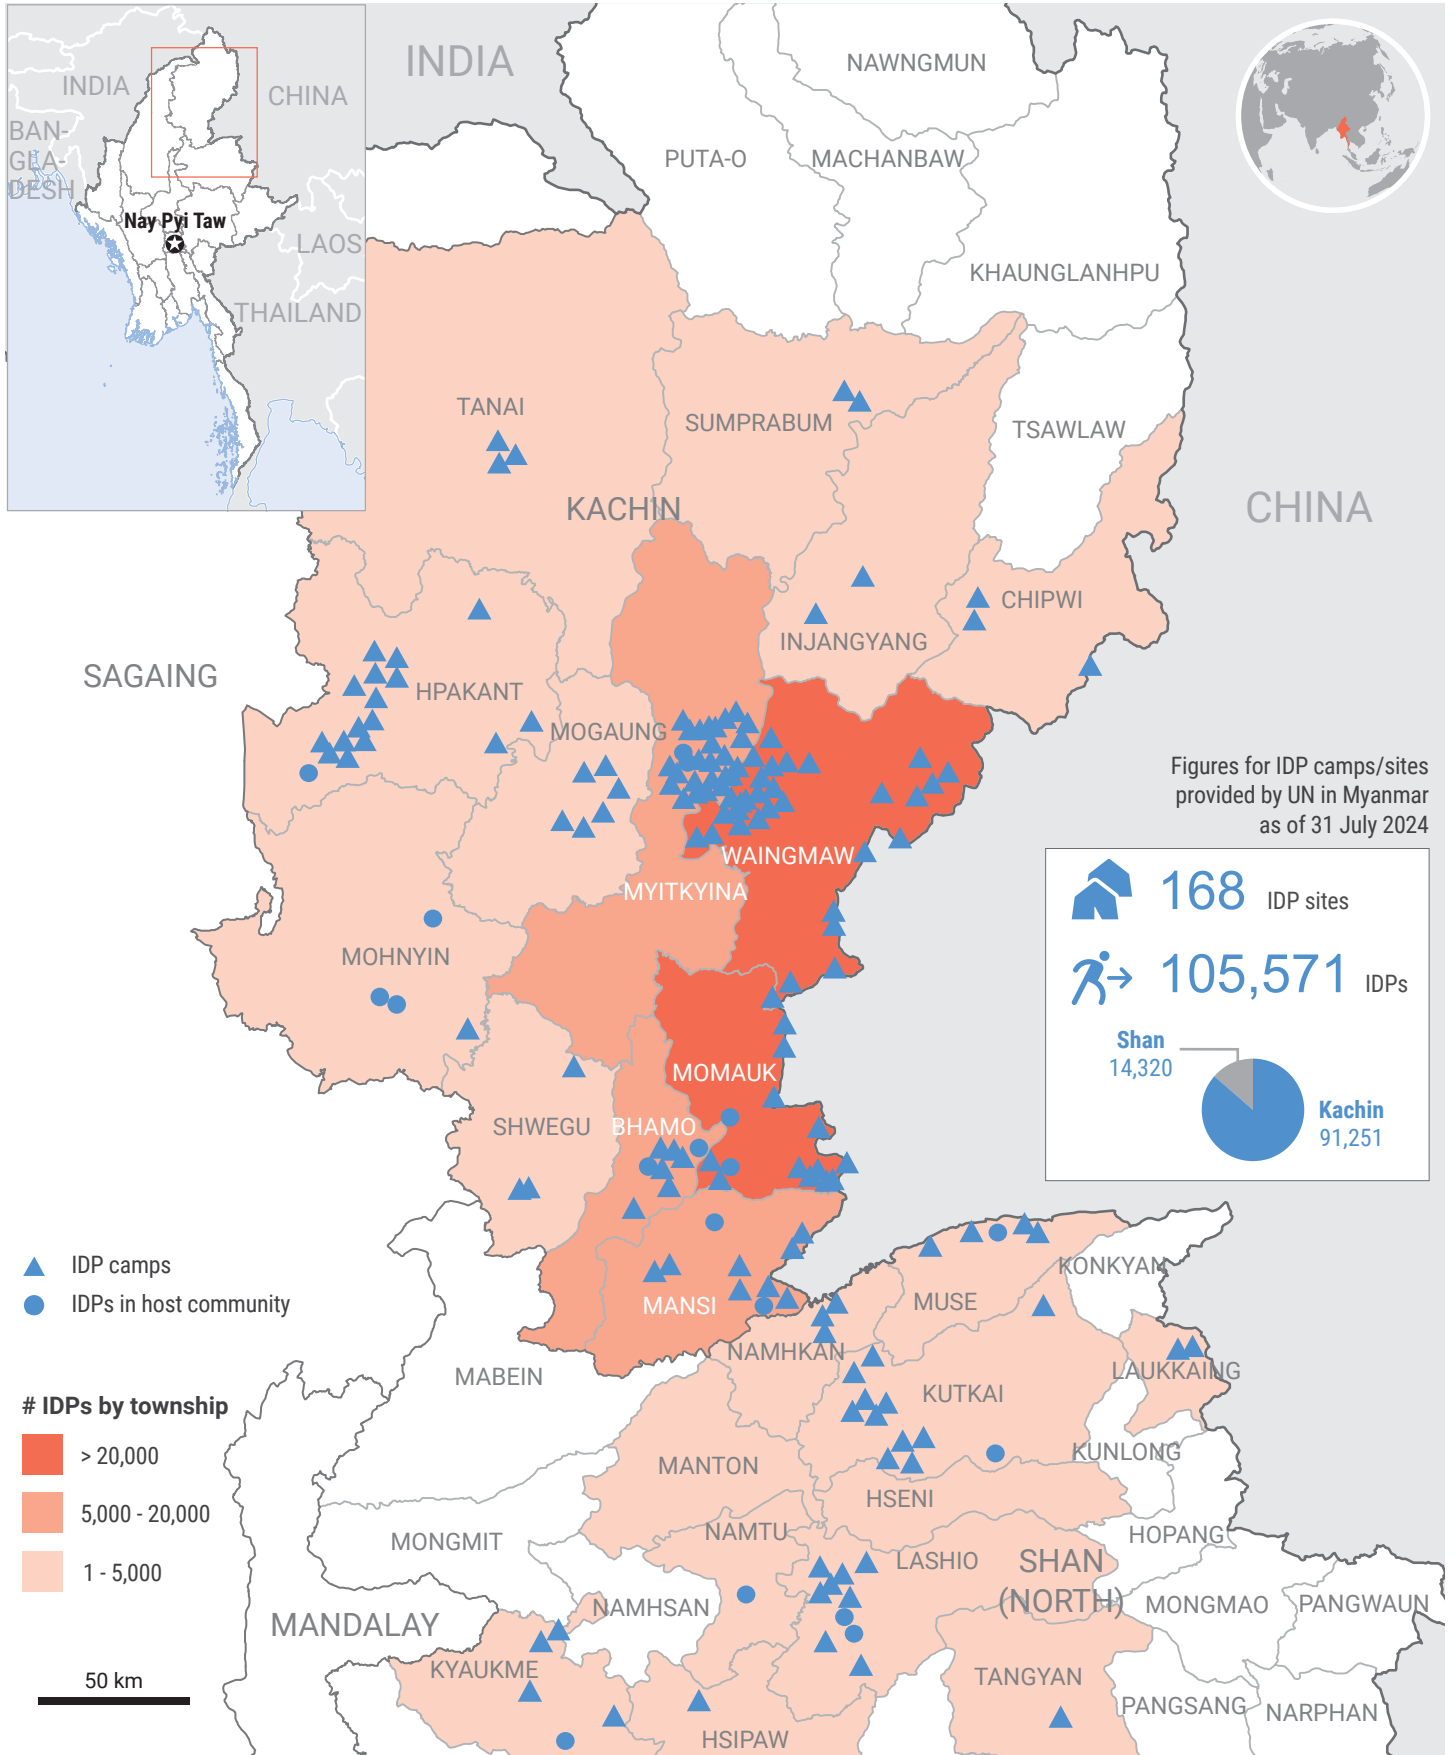 INDIA
CHINA
BAN-
GLA-
DESH
Nay Pyi Taw
LAOS
THAILAND
INDIA
NAWNGMUN
PUTA-O
MACHANBAW
KHAUNGLANHPU
TANAI
SUMPRABUM
TSAWLAW
KACHIN
CHINA
CHIPWI
INJANGYANG
SAGAING
HPAKANT
MOGAUNG
WAINGMAW
MYITKYINA
MOHNYIN
MOMAUK
SHWEGU
BHAMO
Figures for IDP camps/sites
provided by UN in Myanmar
as of 31 July 2024
168 IDP sites
105,571 IDPs
Shan
14,320
Kachin
91,251
IDP camps
IDPs in host community
# IDPs by township
> 20,000
5,000 - 20,000
1 - 5,000
50 km
KONKYAN
MUSE
MANSI
NAMHKAN
MABEIN
LAUKKAING
KUTKAI
KUNLONG
MANTON
HSENI
NAMTU
HOPANG
MONGMIT
LASHIO
SHAN
(NORTH)
NAMHSAN
MONGMAO
PANGWAUN
MANDALAY
KYAUKME
TANGYAN
PANGSANG
NARPHAN
HSIPAW